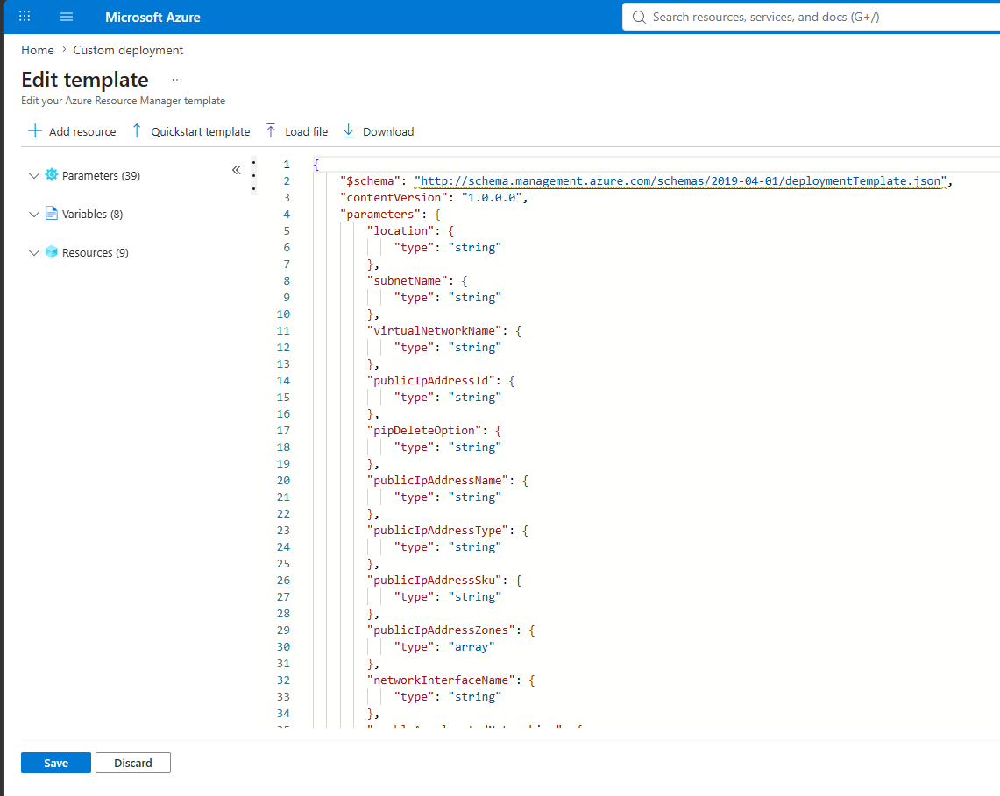 Microsoft Azure
Search resources, services, and docs (G+/)
Home > Custom deployment
Edit template ...
Edit your Azure Resource Manager template
Add resource Quickstart template Load file Download
Parameters (39)
Variables (8)
Resources (9)
1 {
2 "$schema": "http://schema.management.azure.com/schemas/2019-04-01/deploymentTemplate.json",
3 "contentVersion": "1.0.0.0",
4 "parameters": {
5 "location": {
6 "type": "string"
7 },
8 "subnetName": {
9 "type": "string"
10 },
11 "virtualNetworkName": {
12 "type": "string"
13 },
14 "publicIpAddressId": {
15 "type": "string"
16 },
17 "pipDeleteOption": {
18 "type": "string"
19 },
20 "publicIpAddressName": {
21 "type": "string"
22 },
23 "publicIpAddressType": {
24 "type": "string"
25 },
26 "publicIpAddressSku": {
27 "type": "string"
28 },
29 "publicIpAddressZones": {
30 "type": "array"
31 },
32 "networkInterfaceName": {
33 "type": "string"
34 },
Save Discard